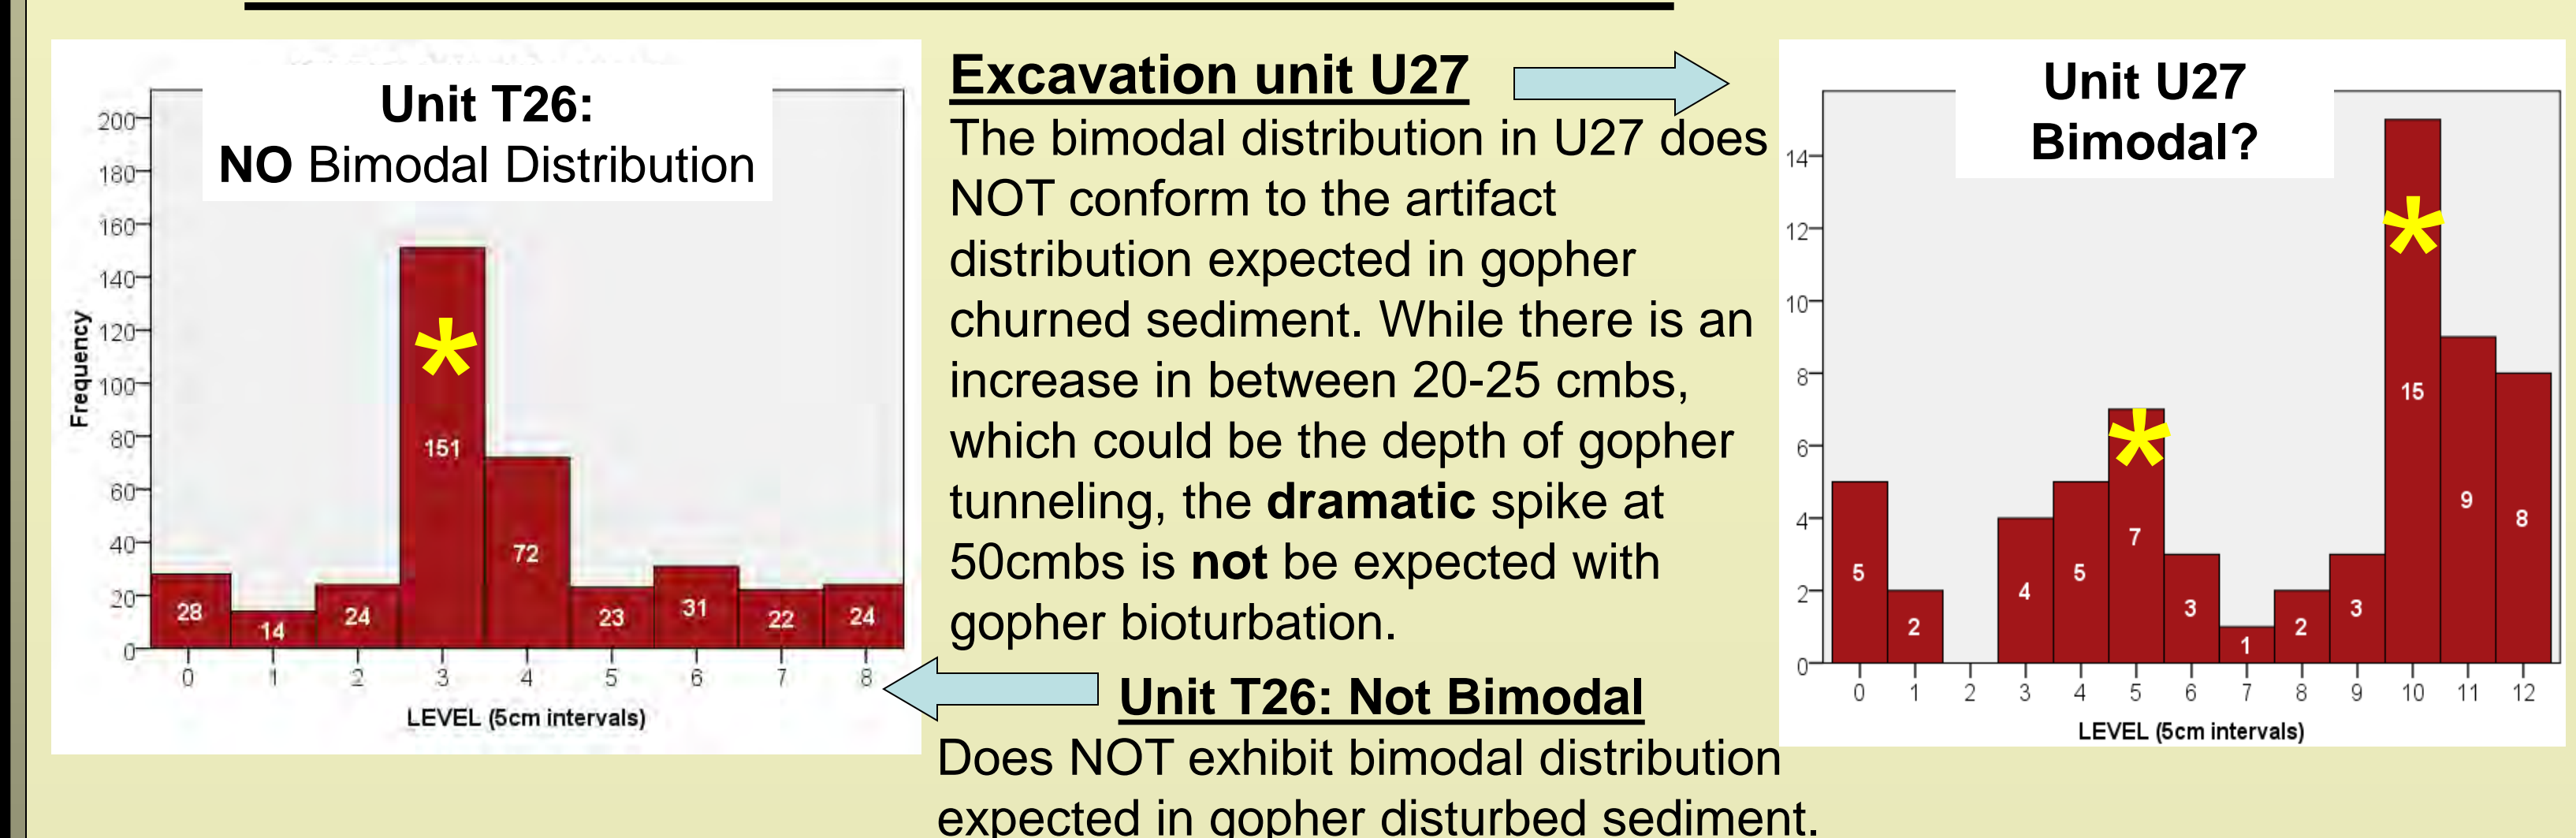 Unit T26:
NO Bimodal Distribution
Frequency
200
180
160
140
120
100
80
60
40
20
0
*
28
14
24
151
72
23
31
22
24
0 1 2 3 4 5 6 7 8
LEVEL (5cm intervals)
Excavation unit U27
The bimodal distribution in U27 does
NOT conform to the artifact
distribution expected in gopher
churned sediment. While there is an
increase in between 20-25 cmbs,
which could be the depth of gopher
tunneling, the dramatic spike at
50cmbs is not be expected with
gopher bioturbation.
Unit T26: Not Bimodal
Does NOT exhibit bimodal distribution
expected in gopher disturbed sediment.
Unit U27
Bimodal?
14
12
10
8
6
4
2
0
*
*
5
2
4
5
7
3
1
2
3
15
9
8
0 1 2 3 4 5 6 7 8 9 10 11 12
LEVEL (5cm intervals)